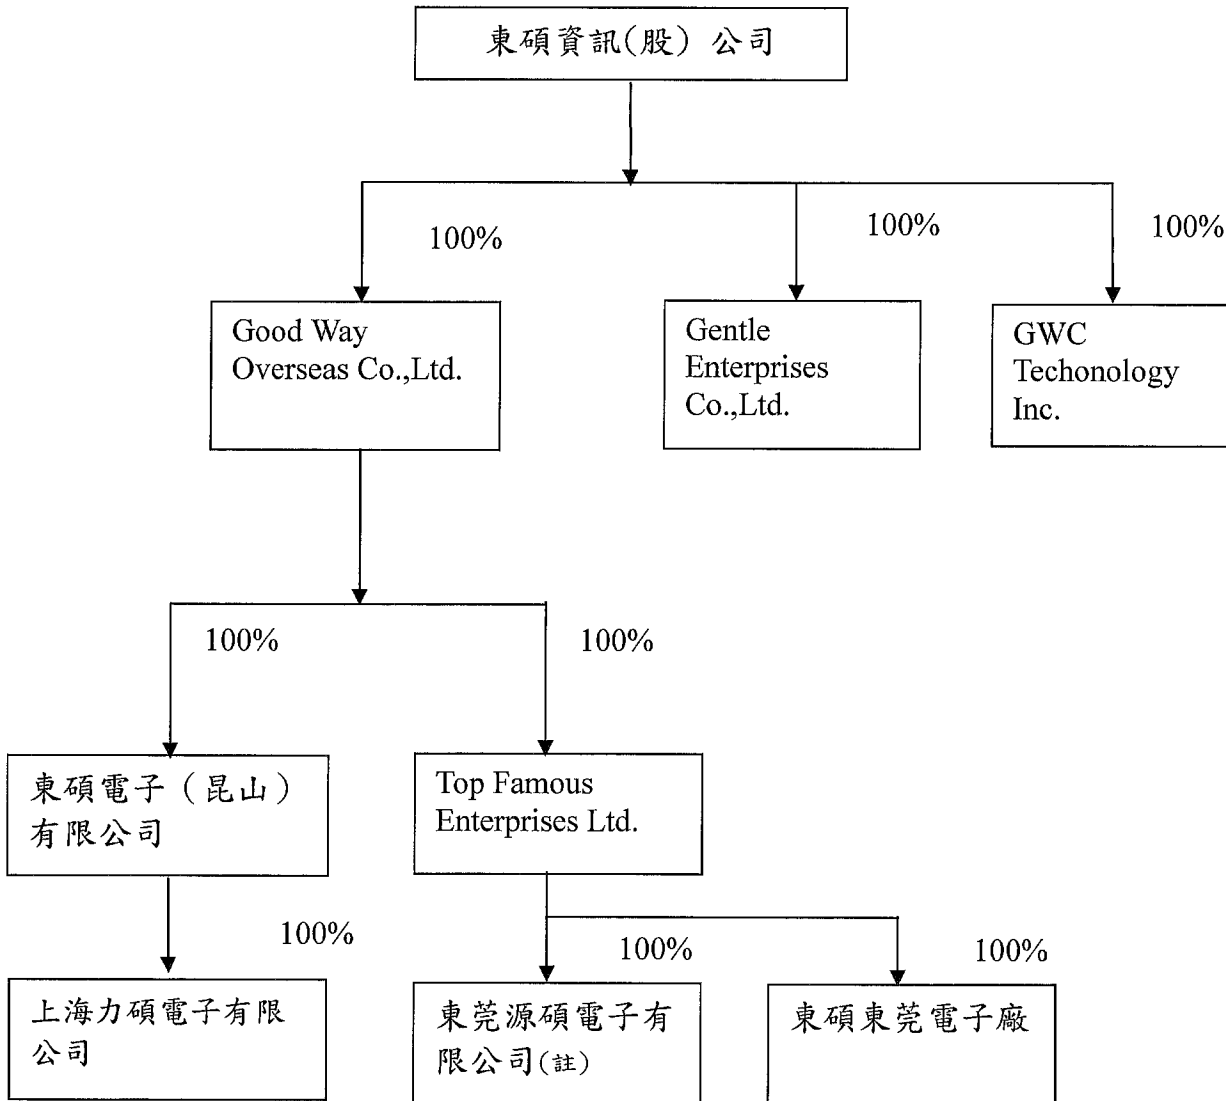 東碩資訊(股) 公司
100%
100%
100%
Good Way
Overseas Co.,Ltd.
Gentle
Enterprises
Co.,Ltd.
GWC
Techonology
Inc.
100%
100%
東碩電子（昆山）
有限公司
Top Famous
Enterprises Ltd.
100%
100%
100%
上海力碩電子有限
公司
東莞源碩電子有
限公司(註)
東碩東莞電子廠